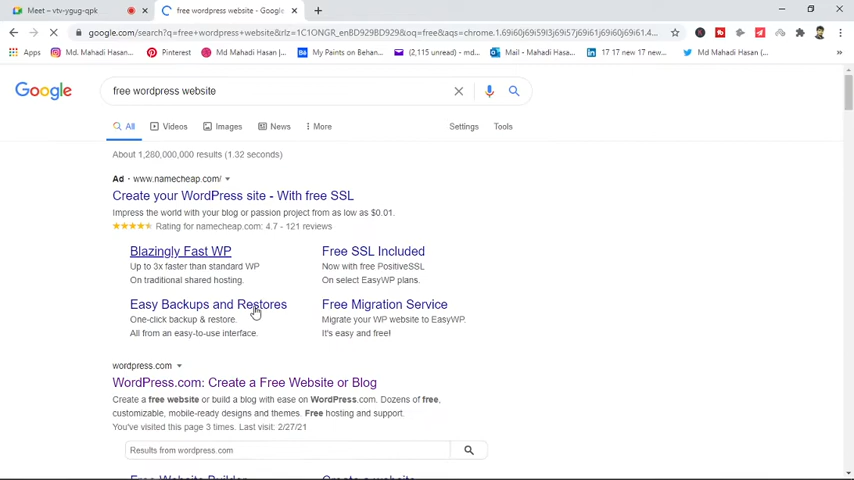 Meet – vtv-ygug-qpk
free wordpress website - Google
google.com/search?q=free+wordpress+website&rlz=1C1ONGR_enBD929BD929&oq=free&aqs=chrome.1.69i60j69i59l3j69i57j69i61j69i60j69i61.4...
Apps
Md. Mahadi Hasan...
Pinterest
Md Mahadi Hasan |...
My Paints on Behan...
(2,115 unread) - md...
Mail - Mahadi Hasa...
17 17 new 17 new...
Md Mahadi Hasan (...
Google
free wordpress website
All
Videos
Images
News
More
Settings
Tools
About 1,280,000,000 results (1.32 seconds)
Ad · www.namecheap.com/
Create your WordPress site - With free SSL
Impress the world with your blog or passion project from as low as $0.01.
Rating for namecheap.com: 4.7 - 121 reviews
Blazingly Fast WP
Up to 3x faster than standard WP
On traditional shared hosting.
Free SSL Included
Now with free PositiveSSL
On select EasyWP plans.
Easy Backups and Restores
One-click backup & restore.
All from an easy-to-use interface.
Free Migration Service
Migrate your WP website to EasyWP.
It's easy and free!
wordpress.com
WordPress.com: Create a Free Website or Blog
Create a free website or build a blog with ease on WordPress.com. Dozens of free,
customizable, mobile-ready designs and themes. Free hosting and support.
You've visited this page 3 times. Last visit: 2/27/21
Results from wordpress.com
Free Website Builder
Create a website